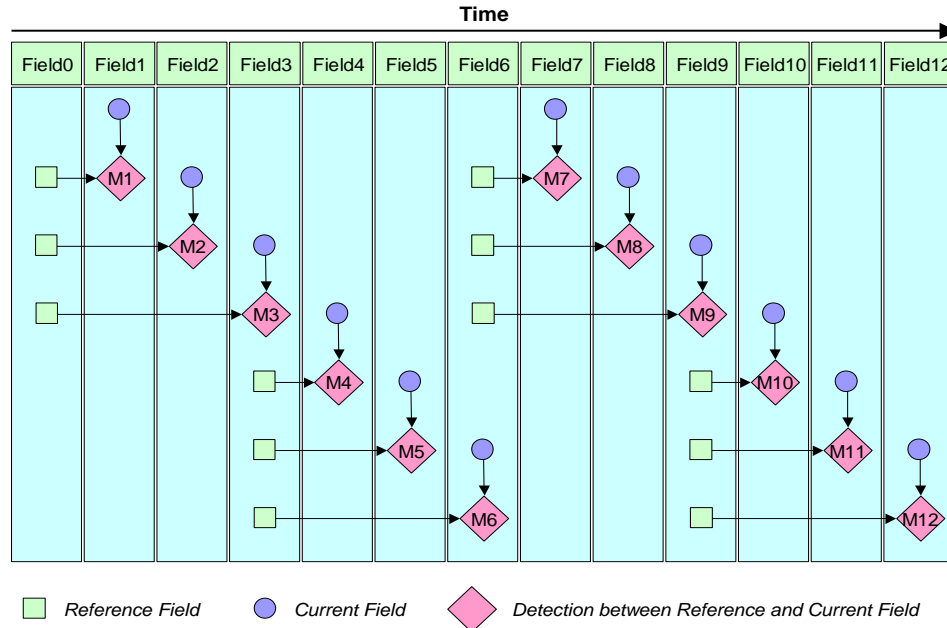 Time
Field0 Field1 Field2 Field3 Field4 Field5 Field6 Field7 Field8 Field9 Field10 Field11 Field12
M1 M7
M2 M8
M3 M9
M4 M10
M5 M11
M6 M12
Reference Field Current Field Detection between Reference and Current Field